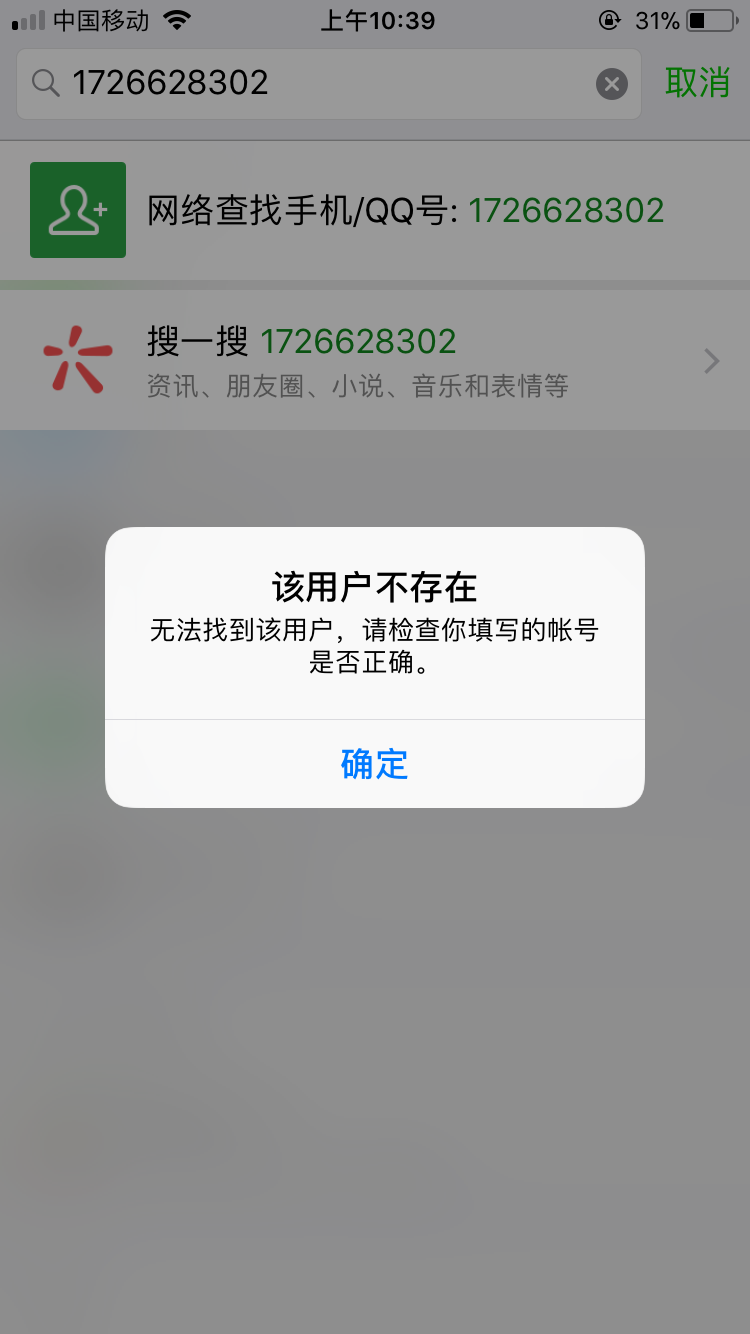 中国移动 上午10:39 31%
1726628302 取消
网络查找手机/QQ号: 1726628302
搜一搜 1726628302
资讯、朋友圈、小说、音乐和表情等
该用户不存在
无法找到该用户，请检查你填写的帐号
是否正确。
确定